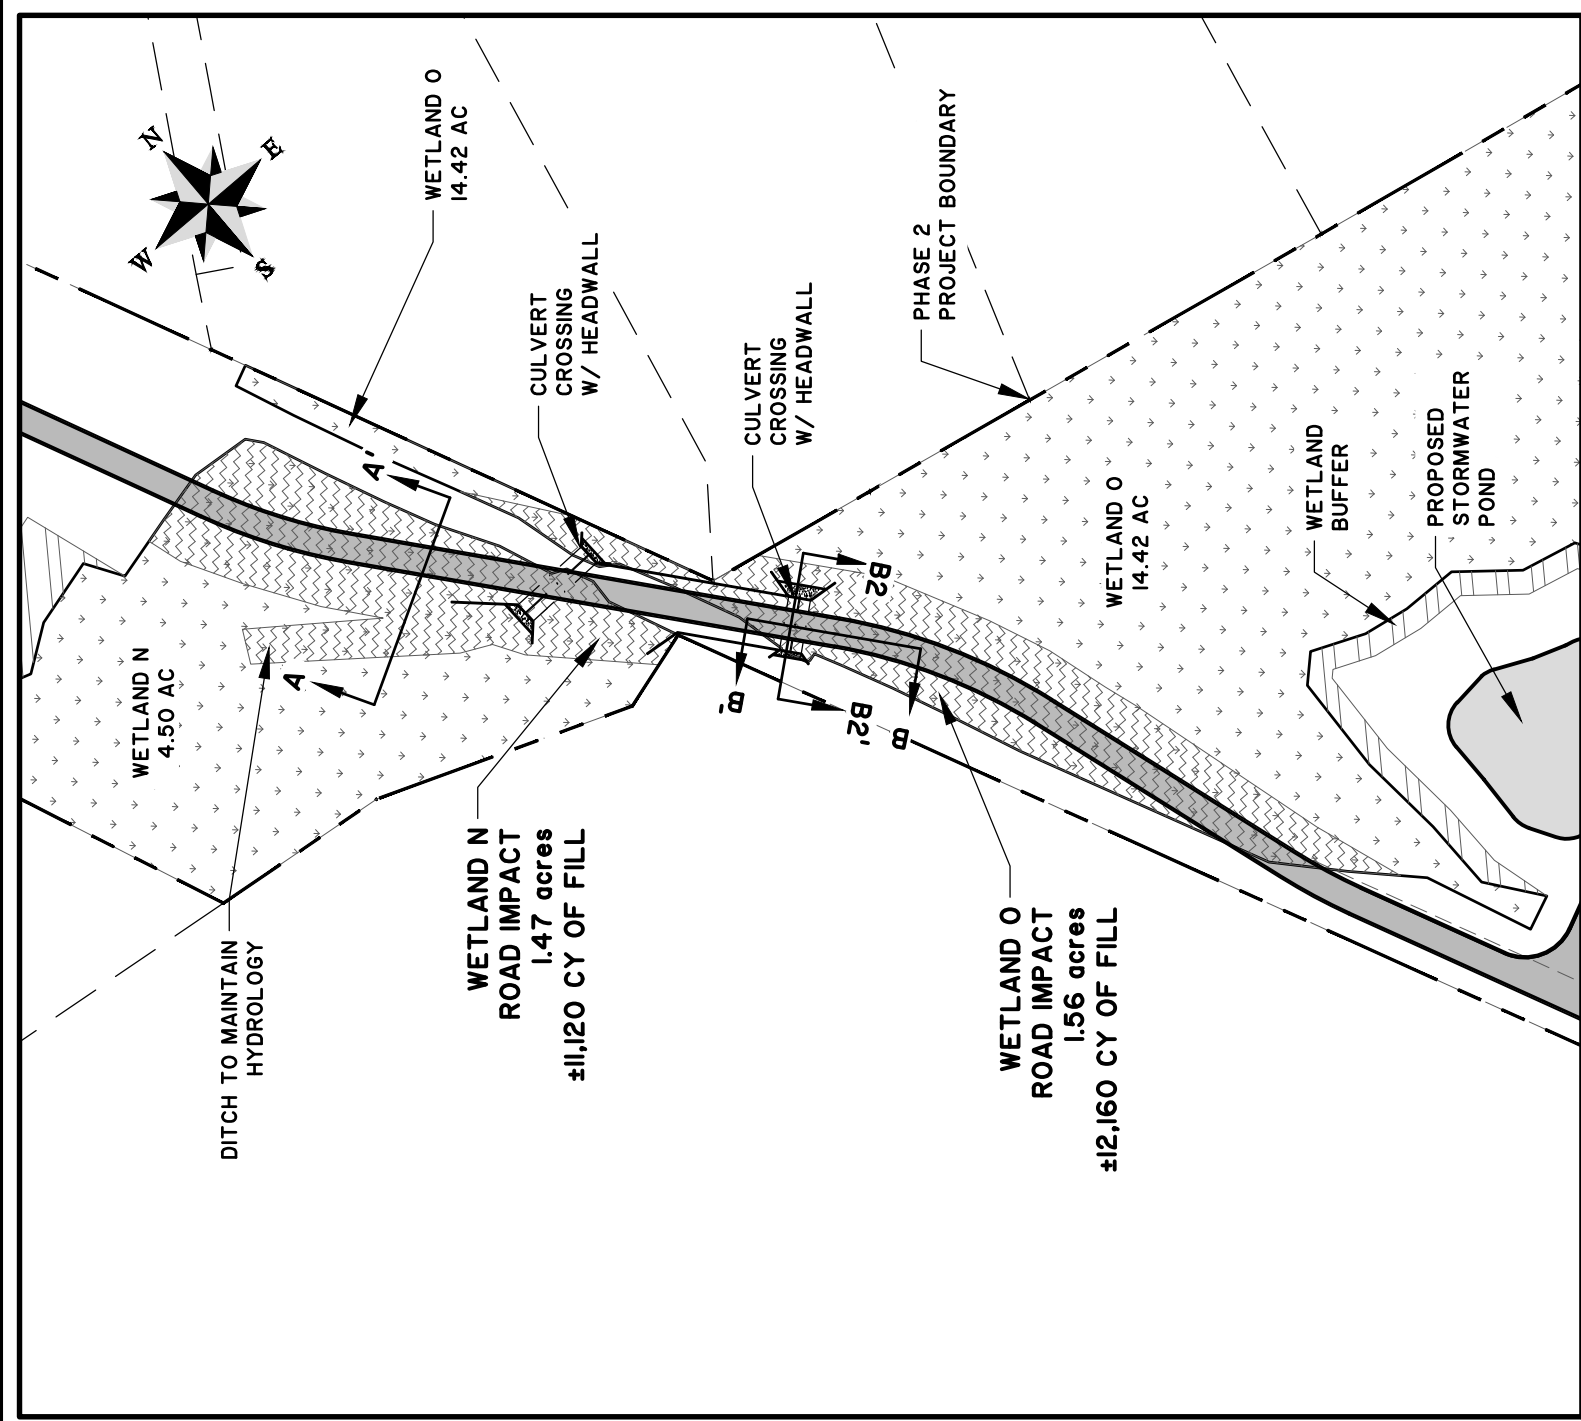 N
E
W
S
WETLAND O
14.42 AC
CULVERT
CROSSING
W/ HEADWALL
CULVERT
CROSSING
W/ HEADWALL
PHASE 2
PROJECT BOUNDARY
WETLAND O
14.42 AC
WETLAND
BUFFER
PROPOSED
STORMWATER
POND
A'
A
B2
B'
B2'
B
WETLAND N
4.50 AC
DITCH TO MAINTAIN
HYDROLOGY
WETLAND N
ROAD IMPACT
1.47 acres
±11,120 CY OF FILL
WETLAND O
ROAD IMPACT
1.56 acres
±12,160 CY OF FILL